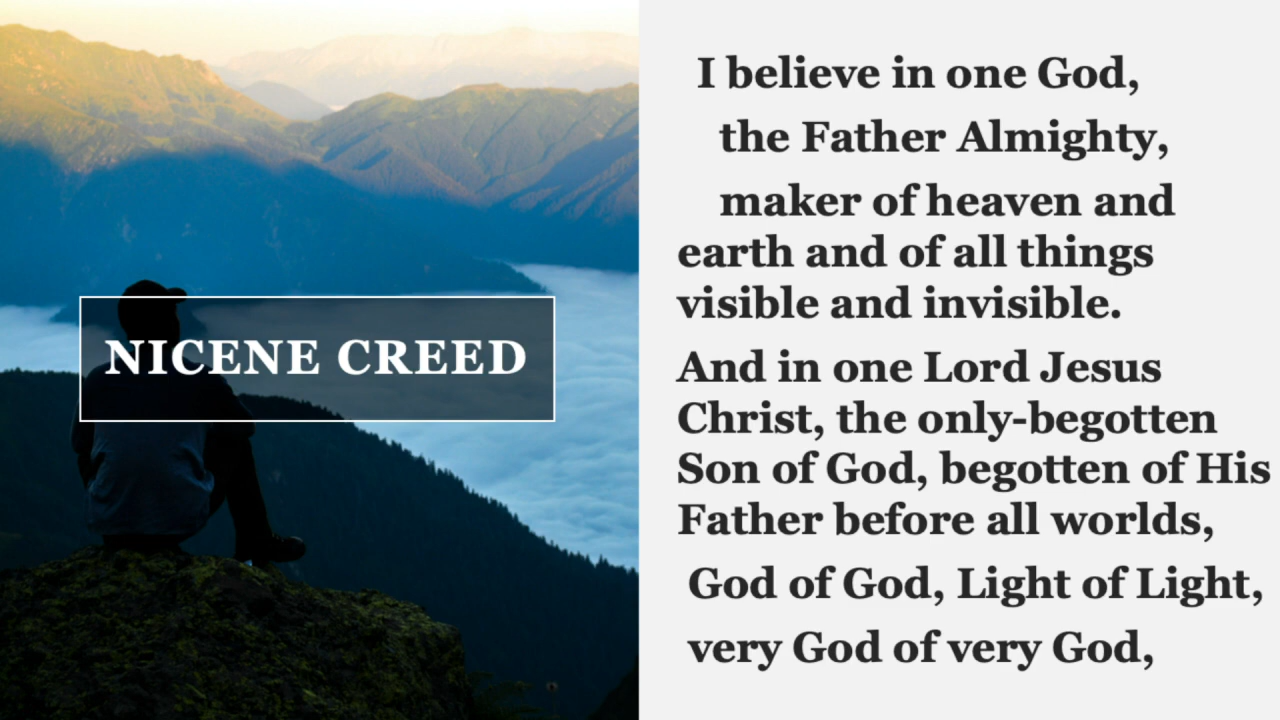 NICENE CREED
I believe in one God,
the Father Almighty,
maker of heaven and
earth and of all things
visible and invisible.
And in one Lord Jesus
Christ, the only-begotten
Son of God, begotten of His
Father before all worlds,
God of God, Light of Light,
very God of very God,